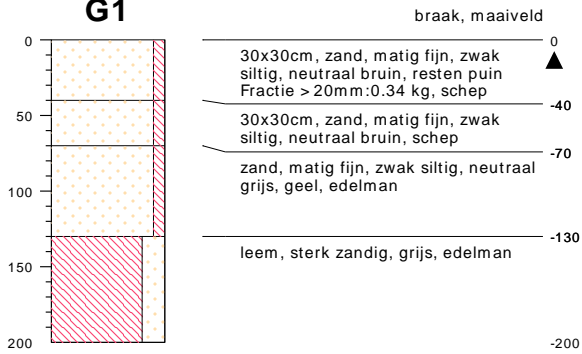 G1
braak, maaiveld
0
0
30x30cm, zand, matig fijn, zwak
siltig, neutraal bruin, resten puin
Fractie > 20mm:0.34 kg, schep
-40
50
30x30cm, zand, matig fijn, zwak
siltig, neutraal bruin, schep
-70
zand, matig fijn, zwak siltig, neutraal
grijs, geel, edelman
100
-130
leem, sterk zandig, grijs, edelman
150
200
-200